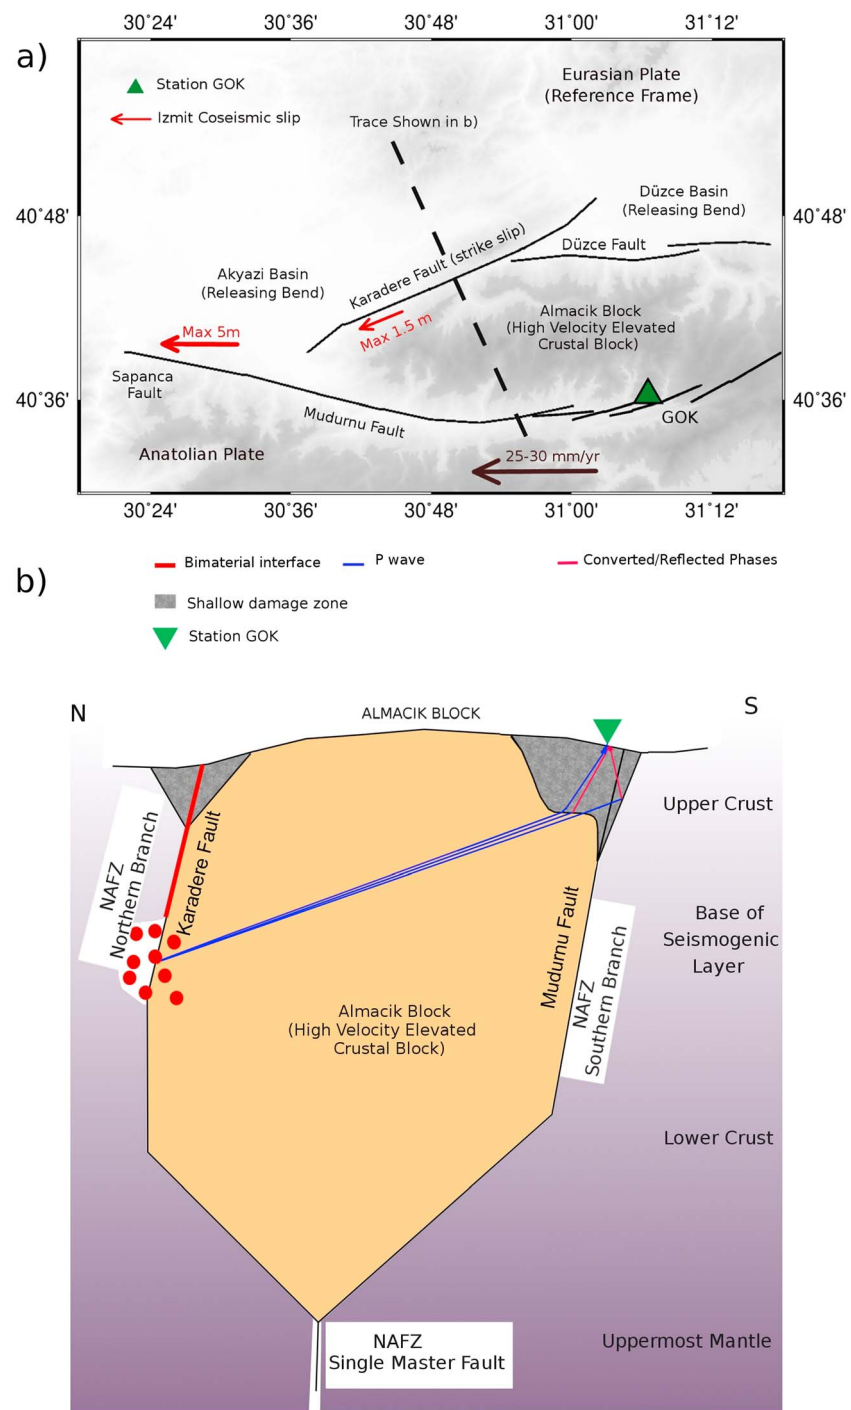 a)
30˚24'
30˚36'
30˚48'
31˚00'
31˚12'
Station GOK
Izmit Coseismic slip
Eurasian Plate
(Reference Frame)
Trace Shown in b)
40˚48'
40˚48'
Düzce Basin
(Releasing Bend)
Düzce Fault
Karadere Fault (strike slip)
Akyazi Basin
(Releasing Bend)
Max 1.5 m
Almacik Block
(High Velocity Elevated
Crustal Block)
Max 5m
Sapanca
Fault
40˚36'
40˚36'
Mudurnu Fault
GOK
Anatolian Plate
25-30 mm/yr
30˚24'
30˚36'
30˚48'
31˚00'
31˚12'
b)
Bimaterial interface
P wave
Converted/Reflected Phases
Shallow damage zone
Station GOK
N
ALMACIK BLOCK
S
Upper Crust
NAFZ
Northern Branch
Karadere Fault
Base of
Seismogenic
Layer
Mudurnu Fault
NAFZ
Southern Branch
Almacik Block
(High Velocity Elevated
Crustal Block)
Lower Crust
NAFZ
Single Master Fault
Uppermost Mantle